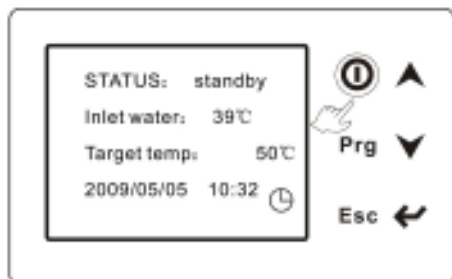 STATUS: standby
Inlet water: 39℃
Target temp: 50℃
2009/05/05 10:32
Prg
Esc